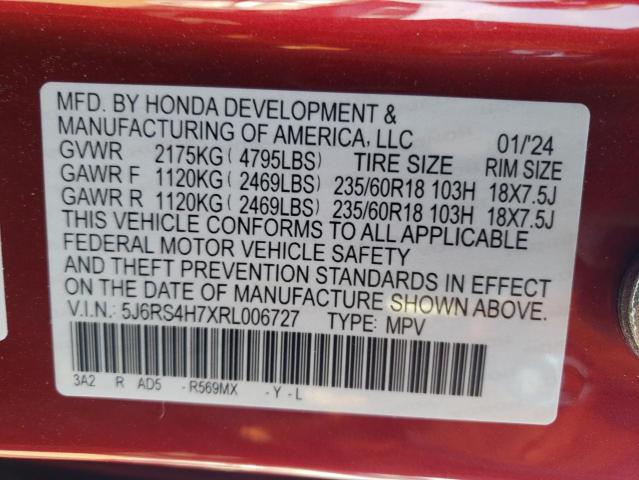 MFD. BY HONDA DEVELOPMENT &
MANUFACTURING OF AMERICA, LLC 01/'24
GVWR 2175KG ( 4795LBS) TIRE SIZE RIM SIZE
GAWR F 1120KG ( 2469LBS) 235/60R18 103H 18X7.5J
GAWR R 1120KG ( 2469LBS) 235/60R18 103H 18X7.5J
THIS VEHICLE CONFORMS TO ALL APPLICABLE
FEDERAL MOTOR VEHICLE SAFETY
AND THEFT PREVENTION STANDARDS IN EFFECT
ON THE DATE OF MANUFACTURE SHOWN ABOVE.
V.I.N.: 5J6RS4H7XRL006727 TYPE: MPV
3A2 R AD5 - R569MX - Y - L